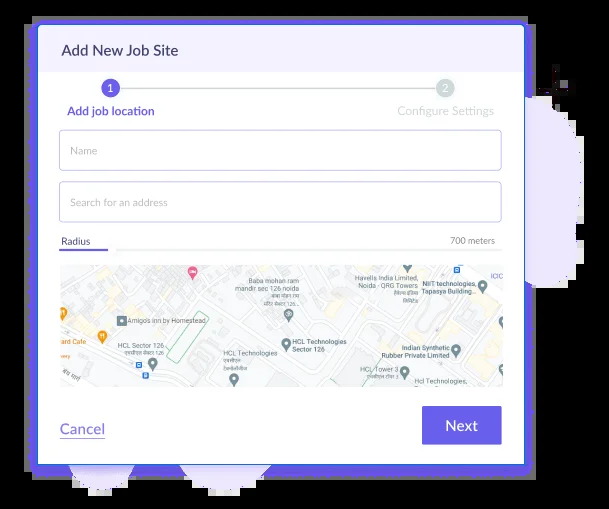 Add New Job Site
1
2
Add job location
Configure Settings
Name
Search for an address
Radius
700 meters
Baba mohan ram
mandir sec 126 noida
बाबा मोहन राम
मंदिर सेक्टर 126...
Havells India Limited,
Noida - QRG Towers
हैवेल्स इंडिया
लिमिटेड
NIIT technologies,
Tapasya Building...
ICIC
Amigos Inn by Homestead
ard Cafe
HCL Sector 126
एचसीएल सेक्टर 126
HCL Technologies
Sector 126
HCL Technologies
एचसीएल
टेक्नोलॉजीज
Indian Synthetic
Rubber Private Limited
HCL Tower 3
Hcl Technologies,
Cancel
Next